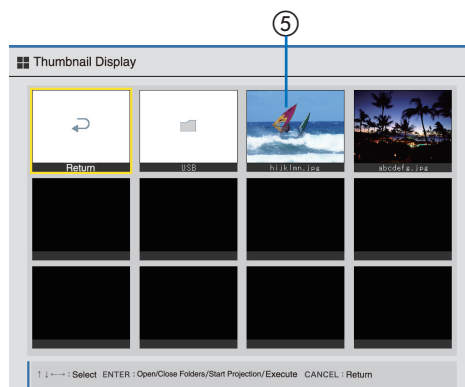 ⑤
Thumbnail Display
Return USB hijklmn.jpg abcdefg.jpg
↑↓←→ : Select ENTER : Open/Close Folders/Start Projection/Execute CANCEL : Return